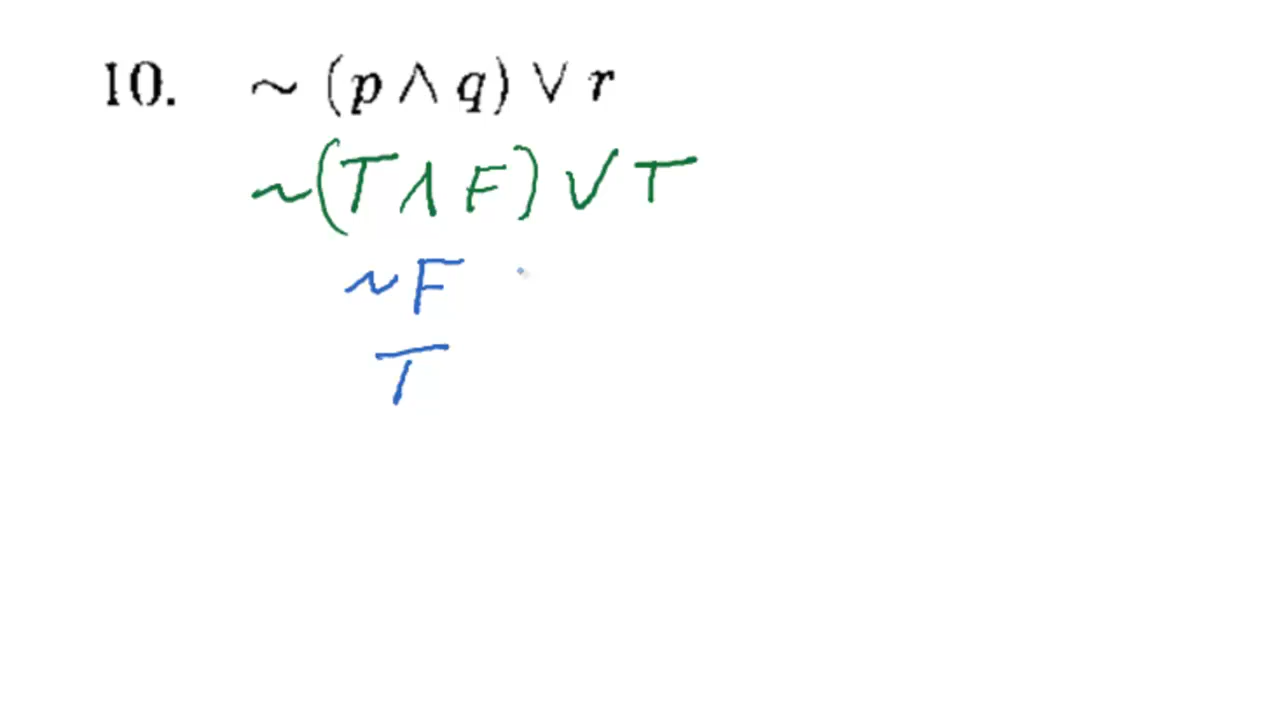 10. ~ (p ∧ q) ∨ r
~(T ∧ F) ∨ T
~F
T